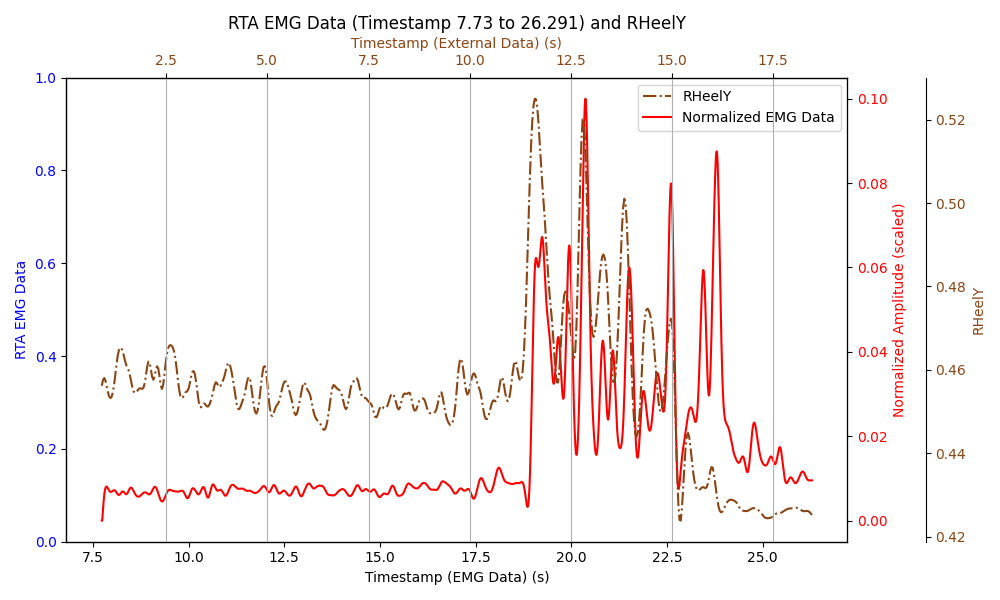 RTA EMG Data (Timestamp 7.73 to 26.291) and RHeelY
Timestamp (External Data) (s)
2.5 5.0 7.5 10.0 12.5 15.0 17.5
RHeelY
Normalized EMG Data
RTA EMG Data
1.0
0.8
0.6
0.4
0.2
0.0
0.10
0.08
0.06
0.04
0.02
0.00
Normalized Amplitude (scaled)
0.52
0.50
0.48
0.46
0.44
0.42
RHeelY
7.5 10.0 12.5 15.0 17.5 20.0 22.5 25.0
Timestamp (EMG Data) (s)